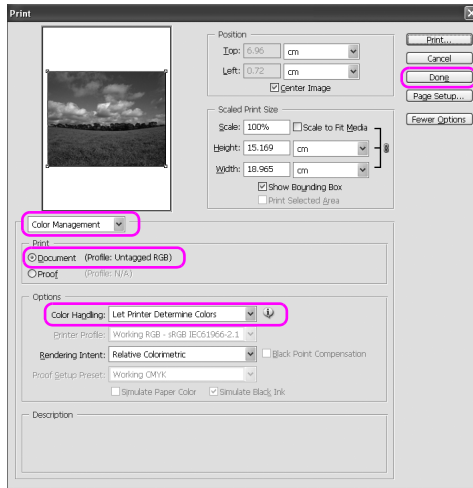 Print
Position
Top: 6.96 cm
Left: 0.72 cm
Center Image
Scaled Print Size
Scale: 100% Scale to Fit Media
Height: 15.169 cm
Width: 18.965 cm
Show Bounding Box
Print Selected Area
Print...
Cancel
Done
Page Setup...
Fewer Options
Color Management
Print
Document (Profile: Untagged RGB)
Proof (Profile: N/A)
Options
Color Handling: Let Printer Determine Colors
Printer Profile: Working RGB - sRGB IEC61966-2.1
Rendering Intent: Relative Colorimetric Black Point Compensation
Proof Setup Preset: Working CMYK
Simulate Paper Color Simulate Black Ink
Description